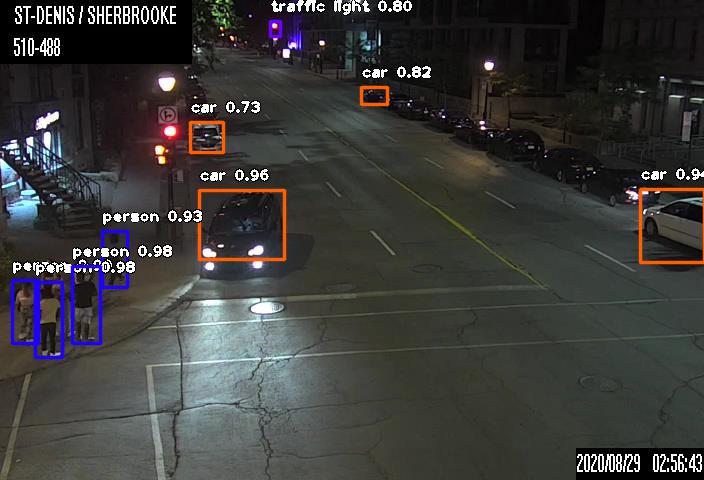 traffic light 0.80
ST-DENIS / SHERBROOKE
510-488
car 0.82
car 0.73
car 0.96
car 0.94
person 0.93
person 0.98
person 0.98
2020/08/29 02:56:43